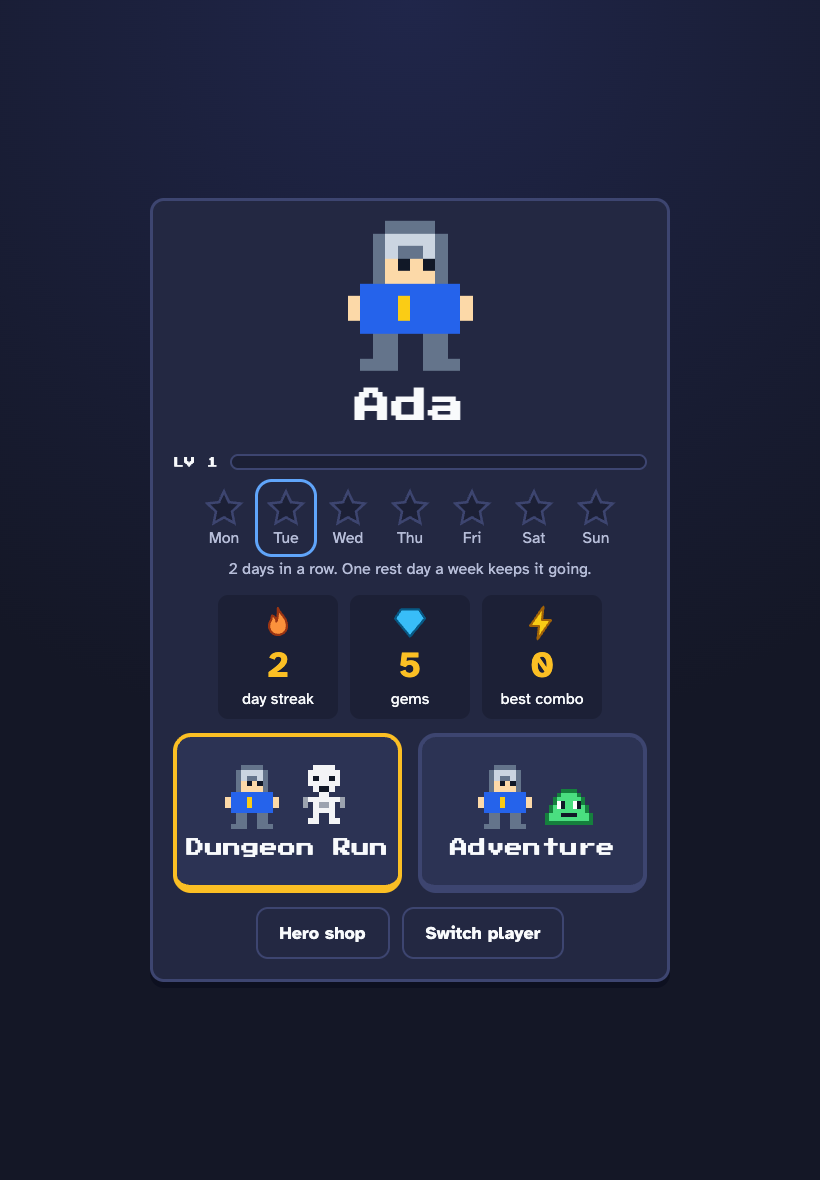 Ada
LV 1
Mon Tue Wed Thu Fri Sat Sun
2 days in a row. One rest day a week keeps it going.
2 5 0
day streak gems best combo
Dungeon Run Adventure
Hero shop Switch player